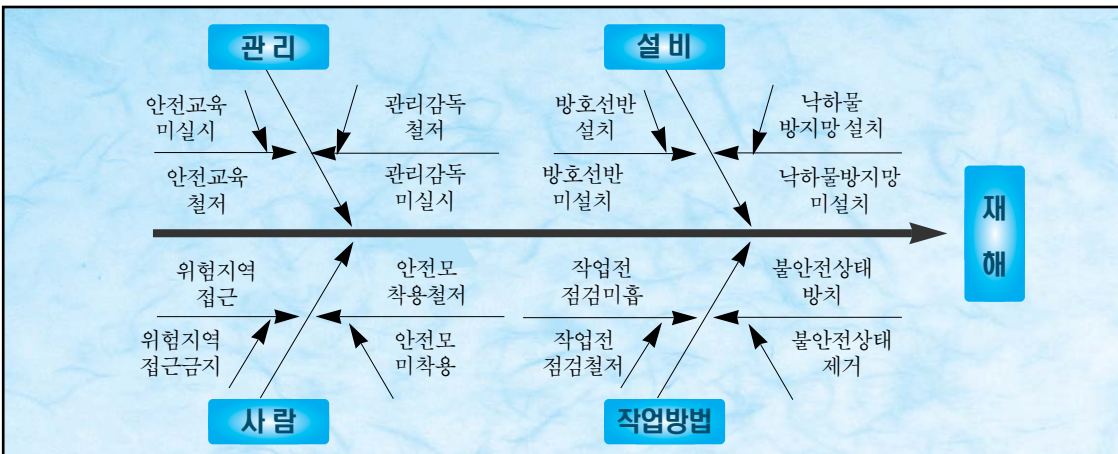 관 리
설 비
안전교육
미실시
관리감독
철저
방호선반
설치
낙하물
방지망 설치
안전교육
철저
관리감독
미실시
방호선반
미설치
낙하물방지망
미설치
재
해
위험지역
접근
안전모
착용철저
작업전
점검미흡
불안전상태
방치
위험지역
접근금지
안전모
미착용
작업전
점검철저
불안전상태
제거
사 람
작업방법